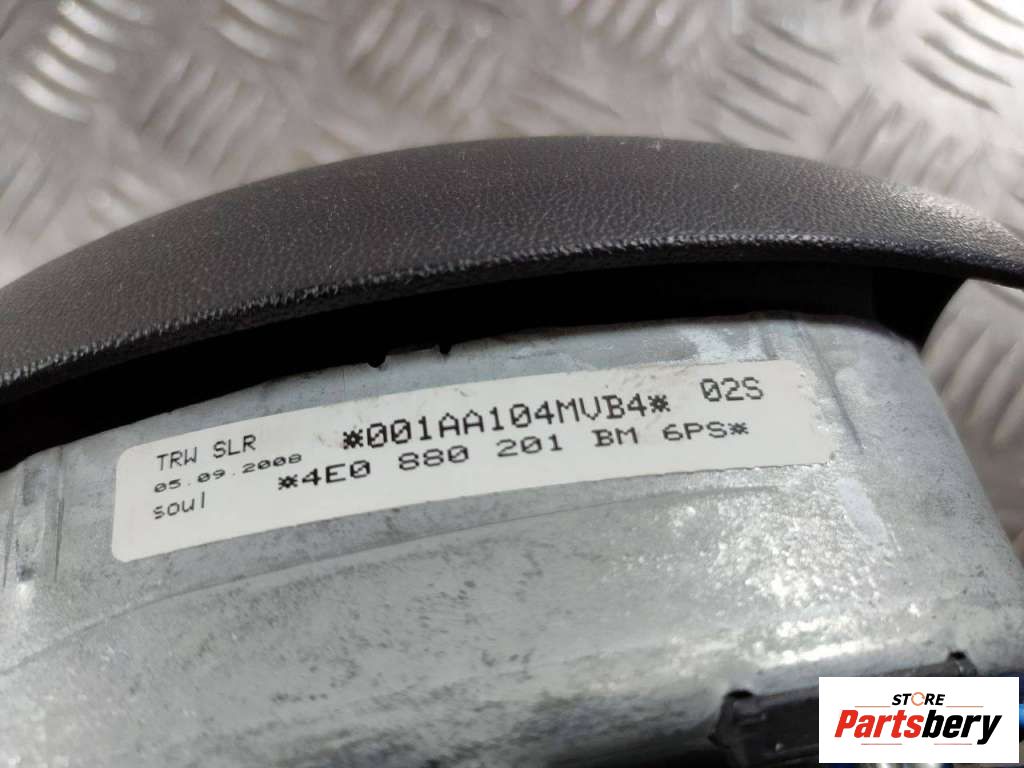 TRW SLR *001AA104MVB4* 02S
05.09.2008 *4E0 880 201 BM 6PS*
soul
STORE
Partsbery